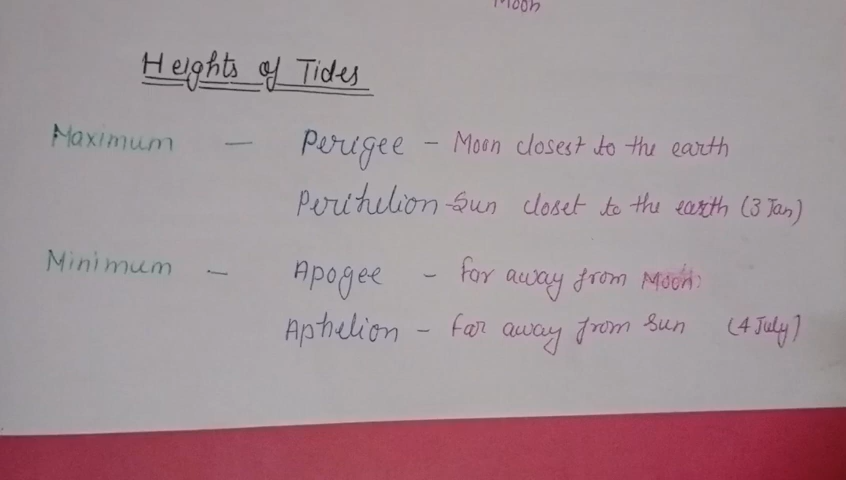 Moon
Heights of Tides
Maximum — Perigee – Moon closest to the earth
Perihelion – Sun closet to the earth (3 Jan)
Minimum – Apogee – far away from Moon
Aphelion – far away from Sun (4 July)